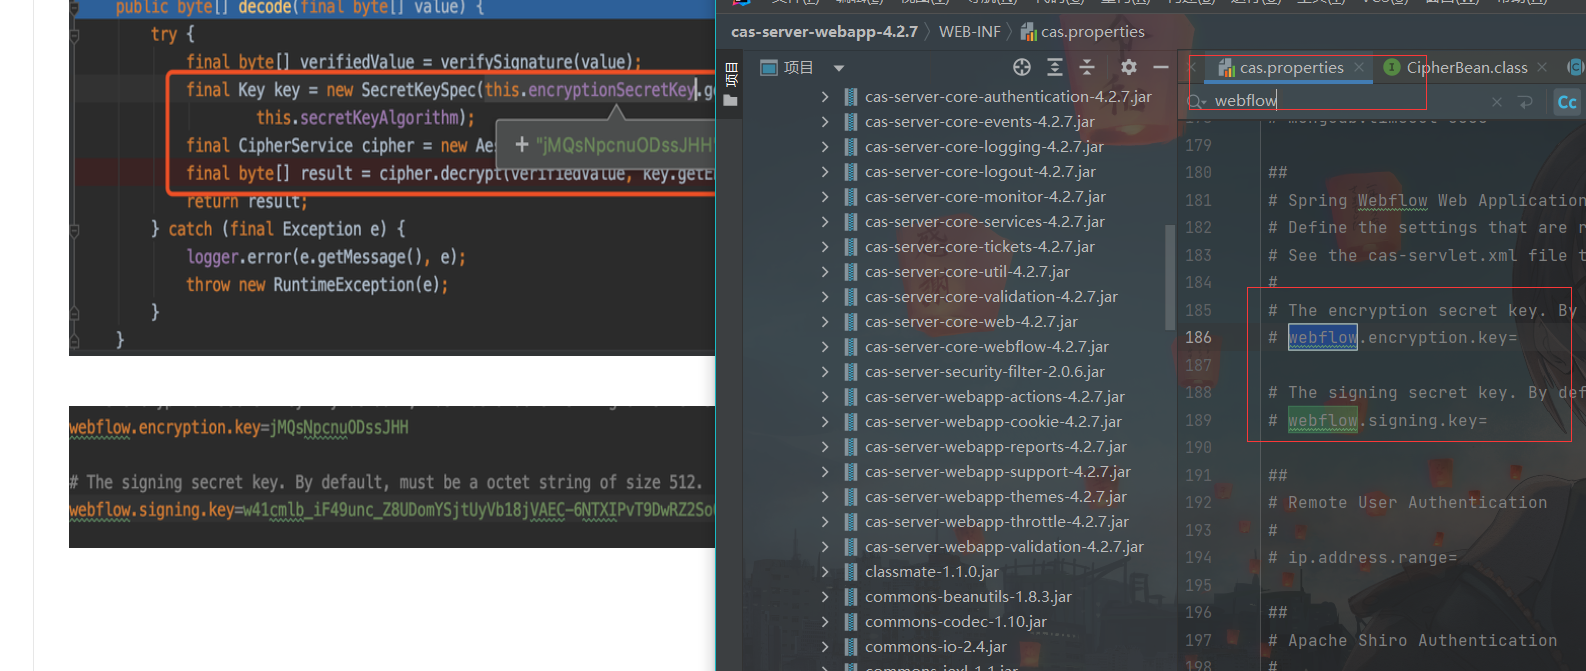 public byte[] decode(final byte[] value) {
try {
final byte[] verifiedValue = verifySignature(value);
final Key key = new SecretKeySpec(this.encryptionSecretKey.ge
this.secretKeyAlgorithm);
+ "jMQsNpcnuODssJHH"
final CipherService cipher = new Aes
final byte[] result = cipher.decrypt(verifiedValue, key.getE
return result;
} catch (final Exception e) {
logger.error(e.getMessage(), e);
throw new RuntimeException(e);
}
}
webflow.encryption.key=jMQsNpcnuODssJHH
# The signing secret key. By default, must be a octet string of size 512.
webflow.signing.key=w41cmlb_iF49unc_Z8UDomYSjtUyVb18jVAEC-6NTXIPvT9DwRZ2So
cas-server-webapp-4.2.7 〉 WEB-INF 〉 cas.properties
项目
项目
cas-server-core-authentication-4.2.7.jar
cas-server-core-events-4.2.7.jar
cas-server-core-logging-4.2.7.jar
cas-server-core-logout-4.2.7.jar
cas-server-core-monitor-4.2.7.jar
cas-server-core-services-4.2.7.jar
cas-server-core-tickets-4.2.7.jar
cas-server-core-util-4.2.7.jar
cas-server-core-validation-4.2.7.jar
cas-server-core-web-4.2.7.jar
cas-server-core-webflow-4.2.7.jar
cas-server-security-filter-2.0.6.jar
cas-server-webapp-actions-4.2.7.jar
cas-server-webapp-cookie-4.2.7.jar
cas-server-webapp-reports-4.2.7.jar
cas-server-webapp-support-4.2.7.jar
cas-server-webapp-themes-4.2.7.jar
cas-server-webapp-throttle-4.2.7.jar
cas-server-webapp-validation-4.2.7.jar
classmate-1.1.0.jar
commons-beanutils-1.8.3.jar
commons-codec-1.10.jar
commons-io-2.4.jar
commons-jexl-1.1.jar
cas.properties × I CipherBean.class × C
webflow × Cc
179
180 ##
181 # Spring Webflow Web Application
182 # Define the settings that are r
183 # See the cas-servlet.xml file t
184 #
185 # The encryption secret key. By
186 # webflow.encryption.key=
187
188 # The signing secret key. By def
189 # webflow.signing.key=
190
191 ##
192 # Remote User Authentication
193 #
194 # ip.address.range=
195
196 ##
197 # Apache Shiro Authentication
198 #